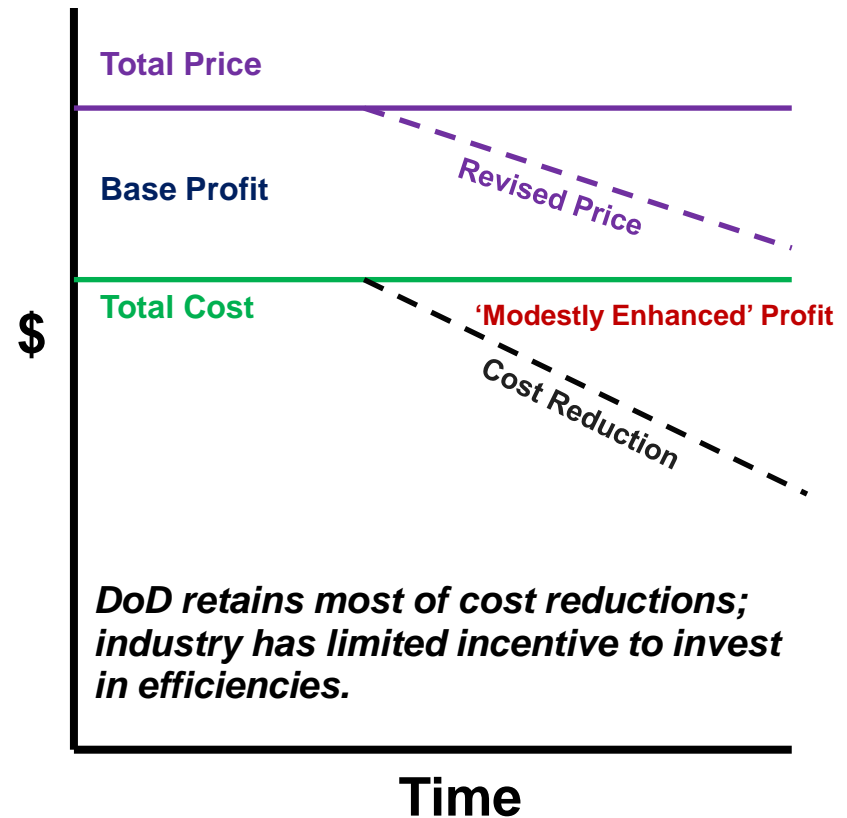 Total Price
Revised Price
Base Profit
Total Cost
‘Modestly Enhanced’ Profit
$
Cost Reduction
DoD retains most of cost reductions;
industry has limited incentive to invest
in efficiencies.
Time